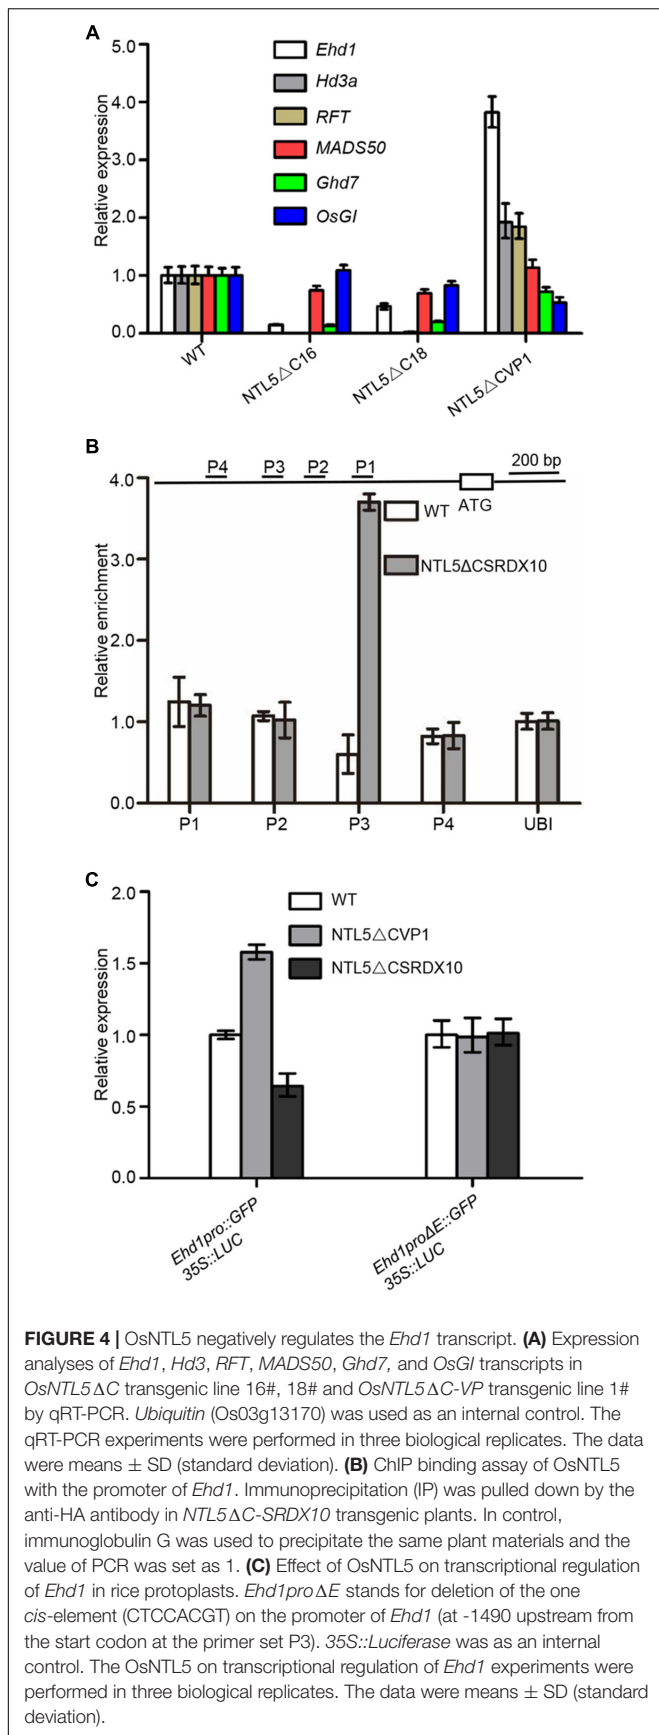 A
5.0
4.0
3.0
2.0
1.0
0.0
Relative expression
Ehd1
Hd3a
RFT
MADS50
Ghd7
OsGI
WT
NTL5△C16
NTL5△C18
NTL5△CVP1
B
4.0
3.0
2.0
1.0
0.0
Relative enrichment
P4 P3 P2 P1 200 bp
ATG
WT
NTL5ΔCSRDX10
P1 P2 P3 P4 UBI
C
2.0
1.5
1.0
0.5
0.0
Relative expression
WT
NTL5△CVP1
NTL5△CSRDX10
Ehd1pro::GFP
35S::LUC
Ehd1proΔE::GFP
35S::LUC
FIGURE 4 | OsNTL5 negatively regulates the Ehd1 transcript. (A) Expression
analyses of Ehd1, Hd3, RFT, MADS50, Ghd7, and OsGI transcripts in
OsNTL5ΔC transgenic line 16#, 18# and OsNTL5ΔC-VP transgenic line 1#
by qRT-PCR. Ubiquitin (Os03g13170) was used as an internal control. The
qRT-PCR experiments were performed in three biological replicates. The data
were means ± SD (standard deviation). (B) ChIP binding assay of OsNTL5
with the promoter of Ehd1. Immunoprecipitation (IP) was pulled down by the
anti-HA antibody in NTL5ΔC-SRDX10 transgenic plants. In control,
immunoglobulin G was used to precipitate the same plant materials and the
value of PCR was set as 1. (C) Effect of OsNTL5 on transcriptional regulation
of Ehd1 in rice protoplasts. Ehd1proΔE stands for deletion of the one
cis-element (CTCCACGT) on the promoter of Ehd1 (at -1490 upstream from
the start codon at the primer set P3). 35S::Luciferase was as an internal
control. The OsNTL5 on transcriptional regulation of Ehd1 experiments were
performed in three biological replicates. The data were means ± SD (standard
deviation).